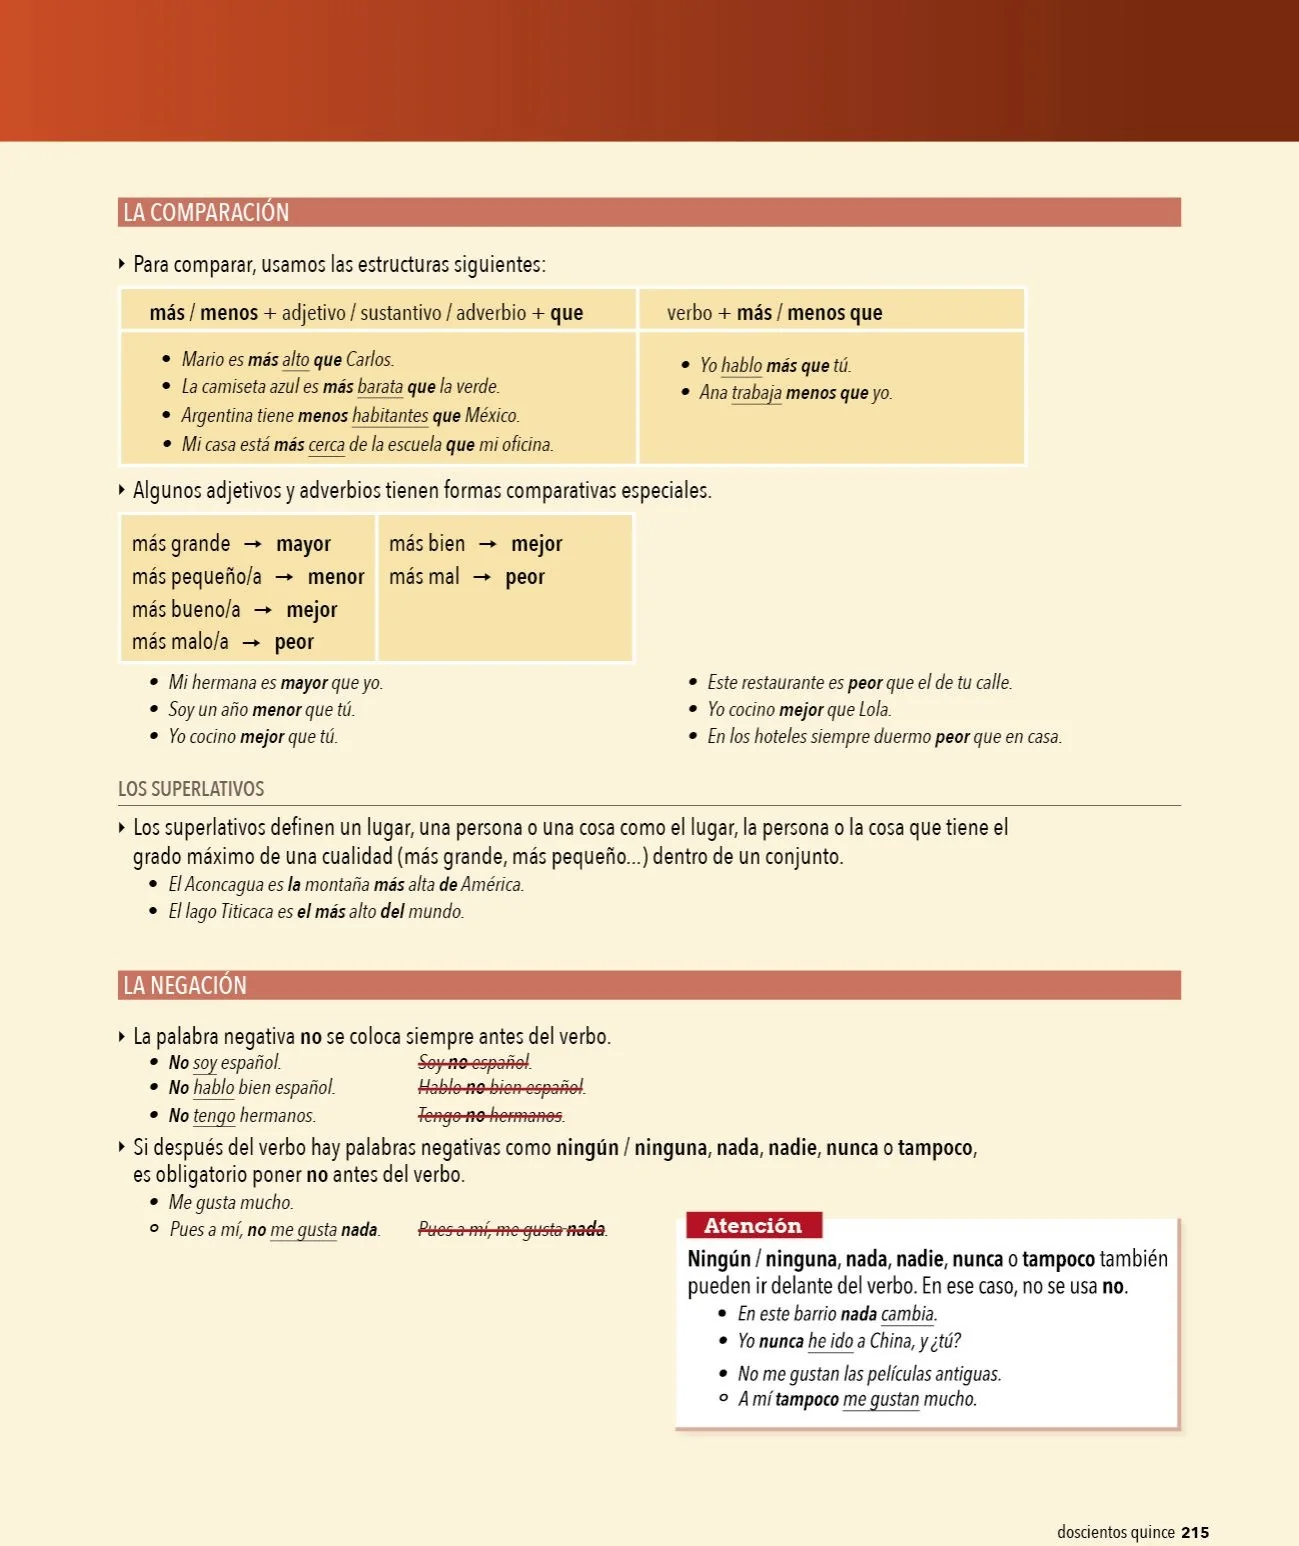 LA COMPARACIÓN
‣ Para comparar, usamos las estructuras siguientes:
más / menos + adjetivo / sustantivo / adverbio + que
verbo + más / menos que
• Mario es más alto que Carlos.
• La camiseta azul es más barata que la verde.
• Argentina tiene menos habitantes que México.
• Mi casa está más cerca de la escuela que mi oficina.
• Yo hablo más que tú.
• Ana trabaja menos que yo.
‣ Algunos adjetivos y adverbios tienen formas comparativas especiales.
más grande → mayor
más pequeño/a → menor
más bueno/a → mejor
más malo/a → peor
más bien → mejor
más mal → peor
• Mi hermana es mayor que yo.
• Soy un año menor que tú.
• Yo cocino mejor que tú.
• Este restaurante es peor que el de tu calle.
• Yo cocino mejor que Lola.
• En los hoteles siempre duermo peor que en casa.
LOS SUPERLATIVOS
‣ Los superlativos definen un lugar, una persona o una cosa como el lugar, la persona o la cosa que tiene el
grado máximo de una cualidad (más grande, más pequeño...) dentro de un conjunto.
• El Aconcagua es la montaña más alta de América.
• El lago Titicaca es el más alto del mundo.
LA NEGACIÓN
‣ La palabra negativa no se coloca siempre antes del verbo.
• No soy español. Soy no español.
• No hablo bien español. Hablo no bien español.
• No tengo hermanos. Tengo no hermanos.
‣ Si después del verbo hay palabras negativas como ningún / ninguna, nada, nadie, nunca o tampoco,
es obligatorio poner no antes del verbo.
• Me gusta mucho.
○ Pues a mí, no me gusta nada. Pues a mí, me gusta nada.
Atención
Ningún / ninguna, nada, nadie, nunca o tampoco también
pueden ir delante del verbo. En ese caso, no se usa no.
• En este barrio nada cambia.
• Yo nunca he ido a China, y ¿tú?
• No me gustan las películas antiguas.
○ A mí tampoco me gustan mucho.
doscientos quince 215